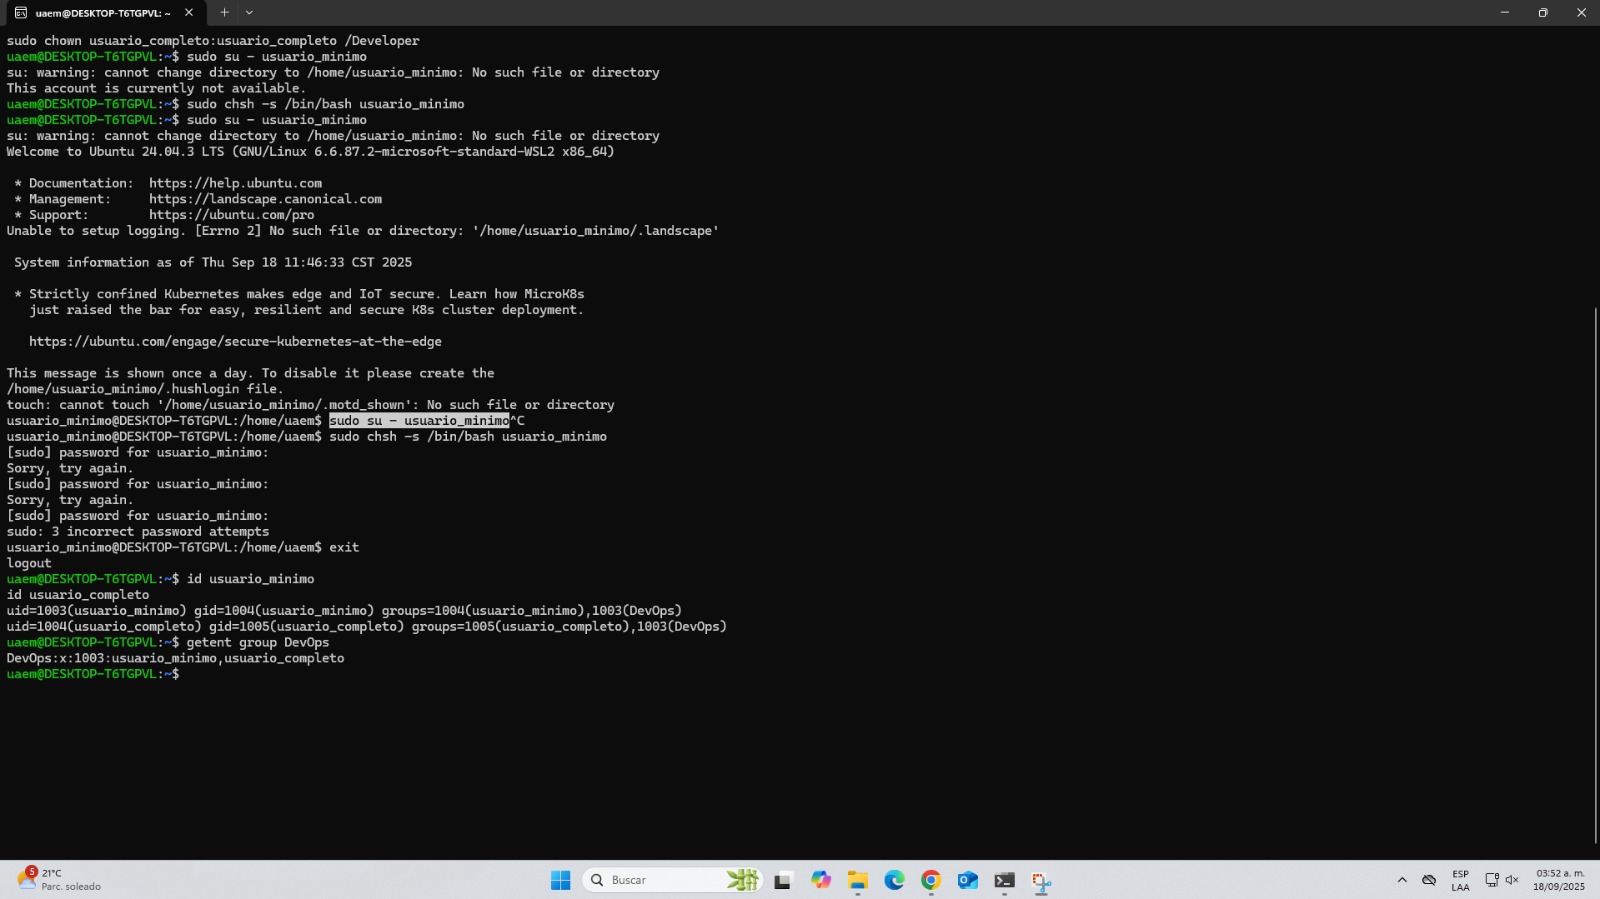 uaem@DESKTOP-T6TGPVL: ~
sudo chown usuario_completo:usuario_completo /Developer
uaem@DESKTOP-T6TGPVL:~$ sudo su - usuario_minimo
su: warning: cannot change directory to /home/usuario_minimo: No such file or directory
This account is currently not available.
uaem@DESKTOP-T6TGPVL:~$ sudo chsh -s /bin/bash usuario_minimo
uaem@DESKTOP-T6TGPVL:~$ sudo su - usuario_minimo
su: warning: cannot change directory to /home/usuario_minimo: No such file or directory
Welcome to Ubuntu 24.04.3 LTS (GNU/Linux 6.6.87.2-microsoft-standard-WSL2 x86_64)
* Documentation:  https://help.ubuntu.com
* Management:     https://landscape.canonical.com
* Support:        https://ubuntu.com/pro
Unable to setup logging. [Errno 2] No such file or directory: '/home/usuario_minimo/.landscape'
System information as of Thu Sep 18 11:46:33 CST 2025
* Strictly confined Kubernetes makes edge and IoT secure. Learn how MicroK8s
just raised the bar for easy, resilient and secure K8s cluster deployment.
https://ubuntu.com/engage/secure-kubernetes-at-the-edge
This message is shown once a day. To disable it please create the
/home/usuario_minimo/.hushlogin file.
touch: cannot touch '/home/usuario_minimo/.motd_shown': No such file or directory
usuario_minimo@DESKTOP-T6TGPVL:/home/uaem$ sudo su - usuario_minimo^C
usuario_minimo@DESKTOP-T6TGPVL:/home/uaem$ sudo chsh -s /bin/bash usuario_minimo
[sudo] password for usuario_minimo:
Sorry, try again.
[sudo] password for usuario_minimo:
Sorry, try again.
[sudo] password for usuario_minimo:
sudo: 3 incorrect password attempts
usuario_minimo@DESKTOP-T6TGPVL:/home/uaem$ exit
logout
uaem@DESKTOP-T6TGPVL:~$ id usuario_minimo
id usuario_completo
uid=1003(usuario_minimo) gid=1004(usuario_minimo) groups=1004(usuario_minimo),1003(DevOps)
uid=1004(usuario_completo) gid=1005(usuario_completo) groups=1005(usuario_completo),1003(DevOps)
uaem@DESKTOP-T6TGPVL:~$ getent group DevOps
DevOps:x:1003:usuario_minimo,usuario_completo
uaem@DESKTOP-T6TGPVL:~$
5
21°C
Parc. soleado
Buscar
ESP
LAA
03:52 a. m.
18/09/2025